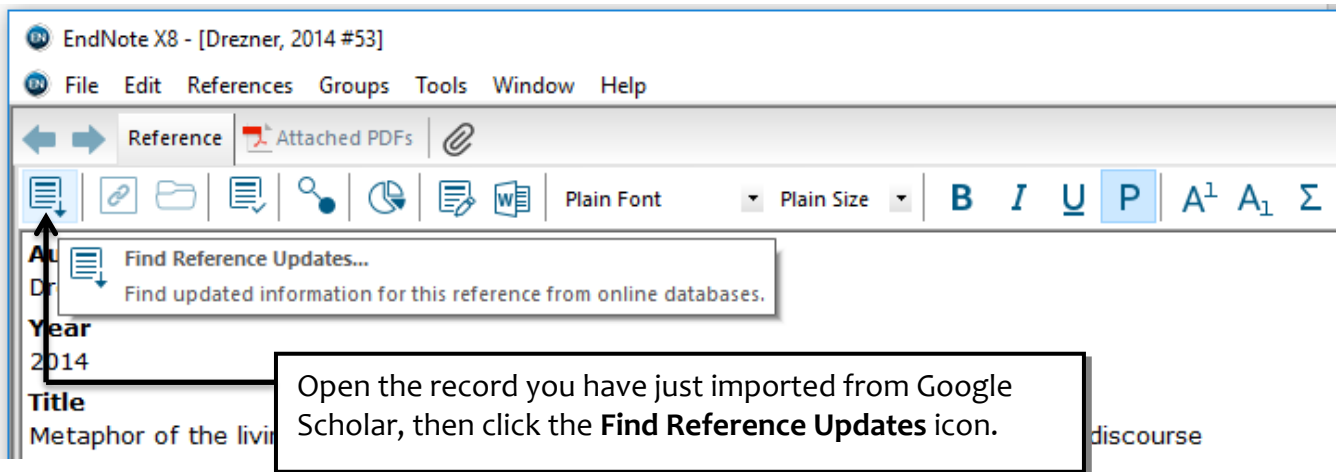 EndNote X8 - [Drezner, 2014 #53]
File Edit References Groups Tools Window Help
Reference Attached PDFs
Plain Font Plain Size B I U P A1 A1 Σ
Find Reference Updates...
Find updated information for this reference from online databases.
Year
2014
Title
Metaphor of the discourse
Open the record you have just imported from Google
Scholar, then click the Find Reference Updates icon.